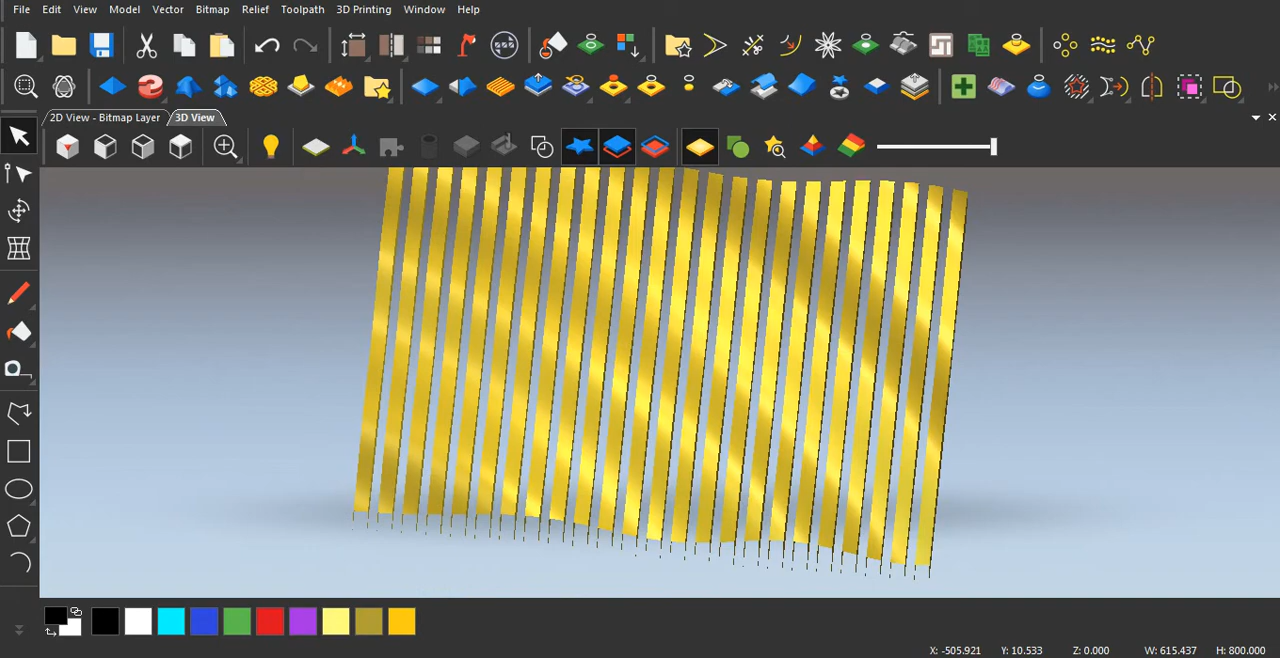 File Edit View Model Vector Bitmap Relief Toolpath 3D Printing Window Help
2D View - Bitmap Layer 3D View
X: -505.921 Y: 10.533 Z: 0.000 W: 615.437 H: 800.000